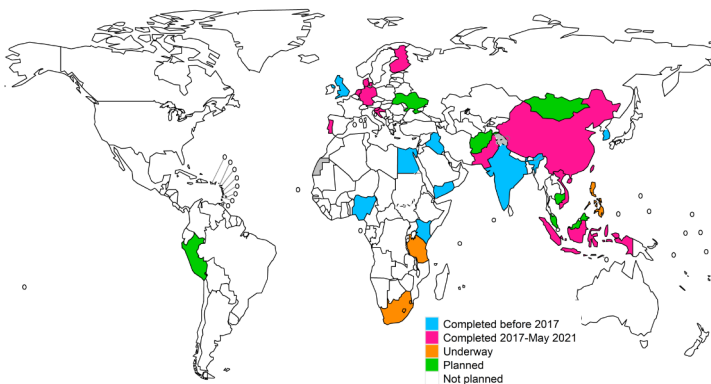 Completed before 2017
Completed 2017-May 2021
Underway
Planned
Not planned